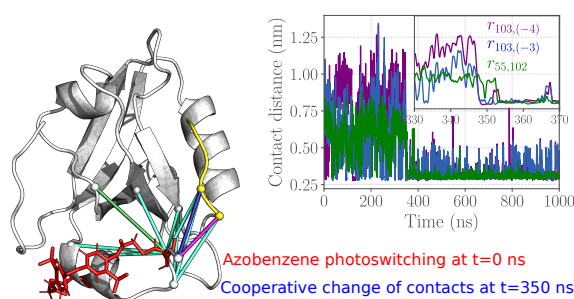 r103,(−4)
r103,(−3)
r55,102
Contact distance (nm)
1.25
1.00
0.75
0.50
0.25
330 340 350 360 370
0 200 400 600 800 1000
Time (ns)
Azobenzene photoswitching at t=0 ns
Cooperative change of contacts at t=350 ns